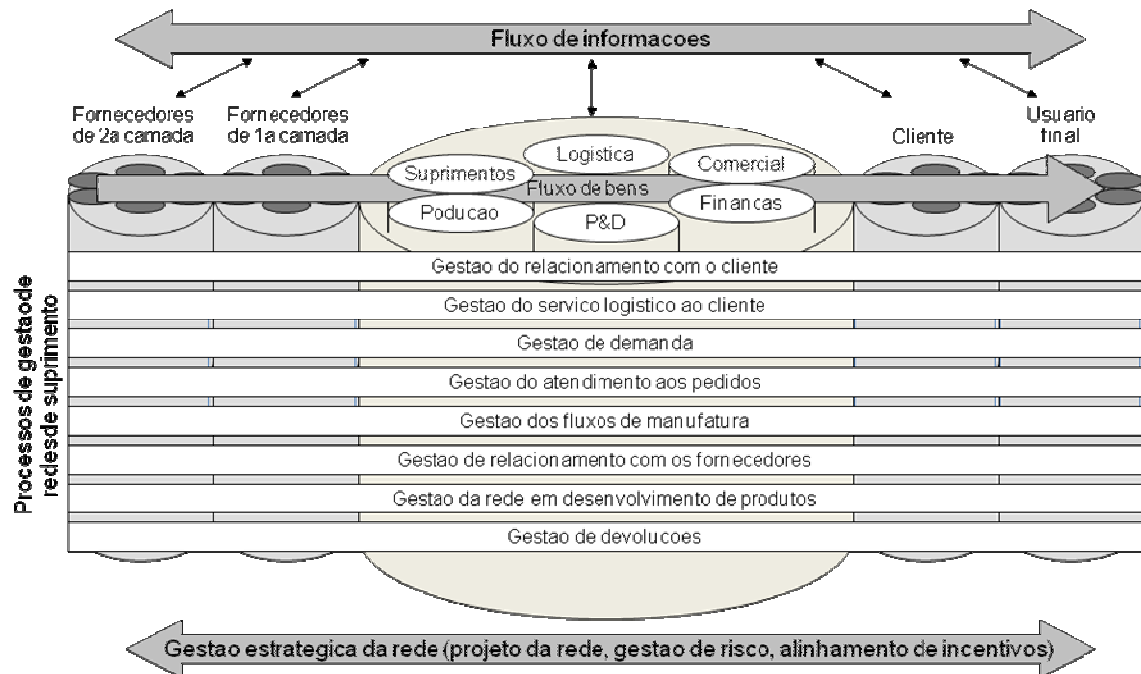 Fluxo de informacoes
Fornecedores
de 2a camada
Fornecedores
de 1a camada
Cliente
Usuario
final
Logistica
Suprimentos
Comercial
Fluxo de bens
Poducao
P&D
Financas
Processos de gestaode
redesde suprimento
Gestao do relacionamento com o cliente
Gestao do servico logistico ao cliente
Gestao de demanda
Gestao do atendimento aos pedidos
Gestao dos fluxos de manufatura
Gestao de relacionamento com os fornecedores
Gestao da rede em desenvolvimento de produtos
Gestao de devolucoes
Gestao estrategica da rede (projeto da rede, gestao de risco, alinhamento de incentivos)